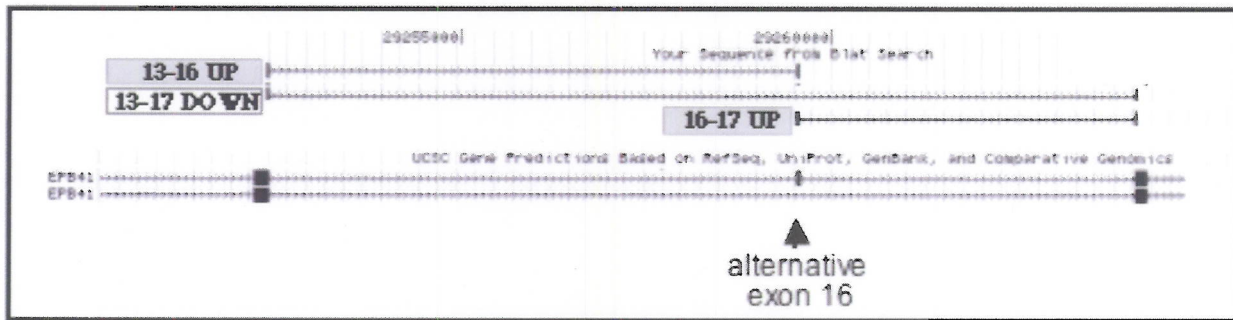 29255000| 29260000|
Your Sequence from Blat Search
13-16 UP
13-17 DOWN
16-17 UP
UCSC Gene Predictions Based on RefSeq, UniProt, GenBank, and Comparative Genomics
EPB41
EPB41
alternative
exon 16